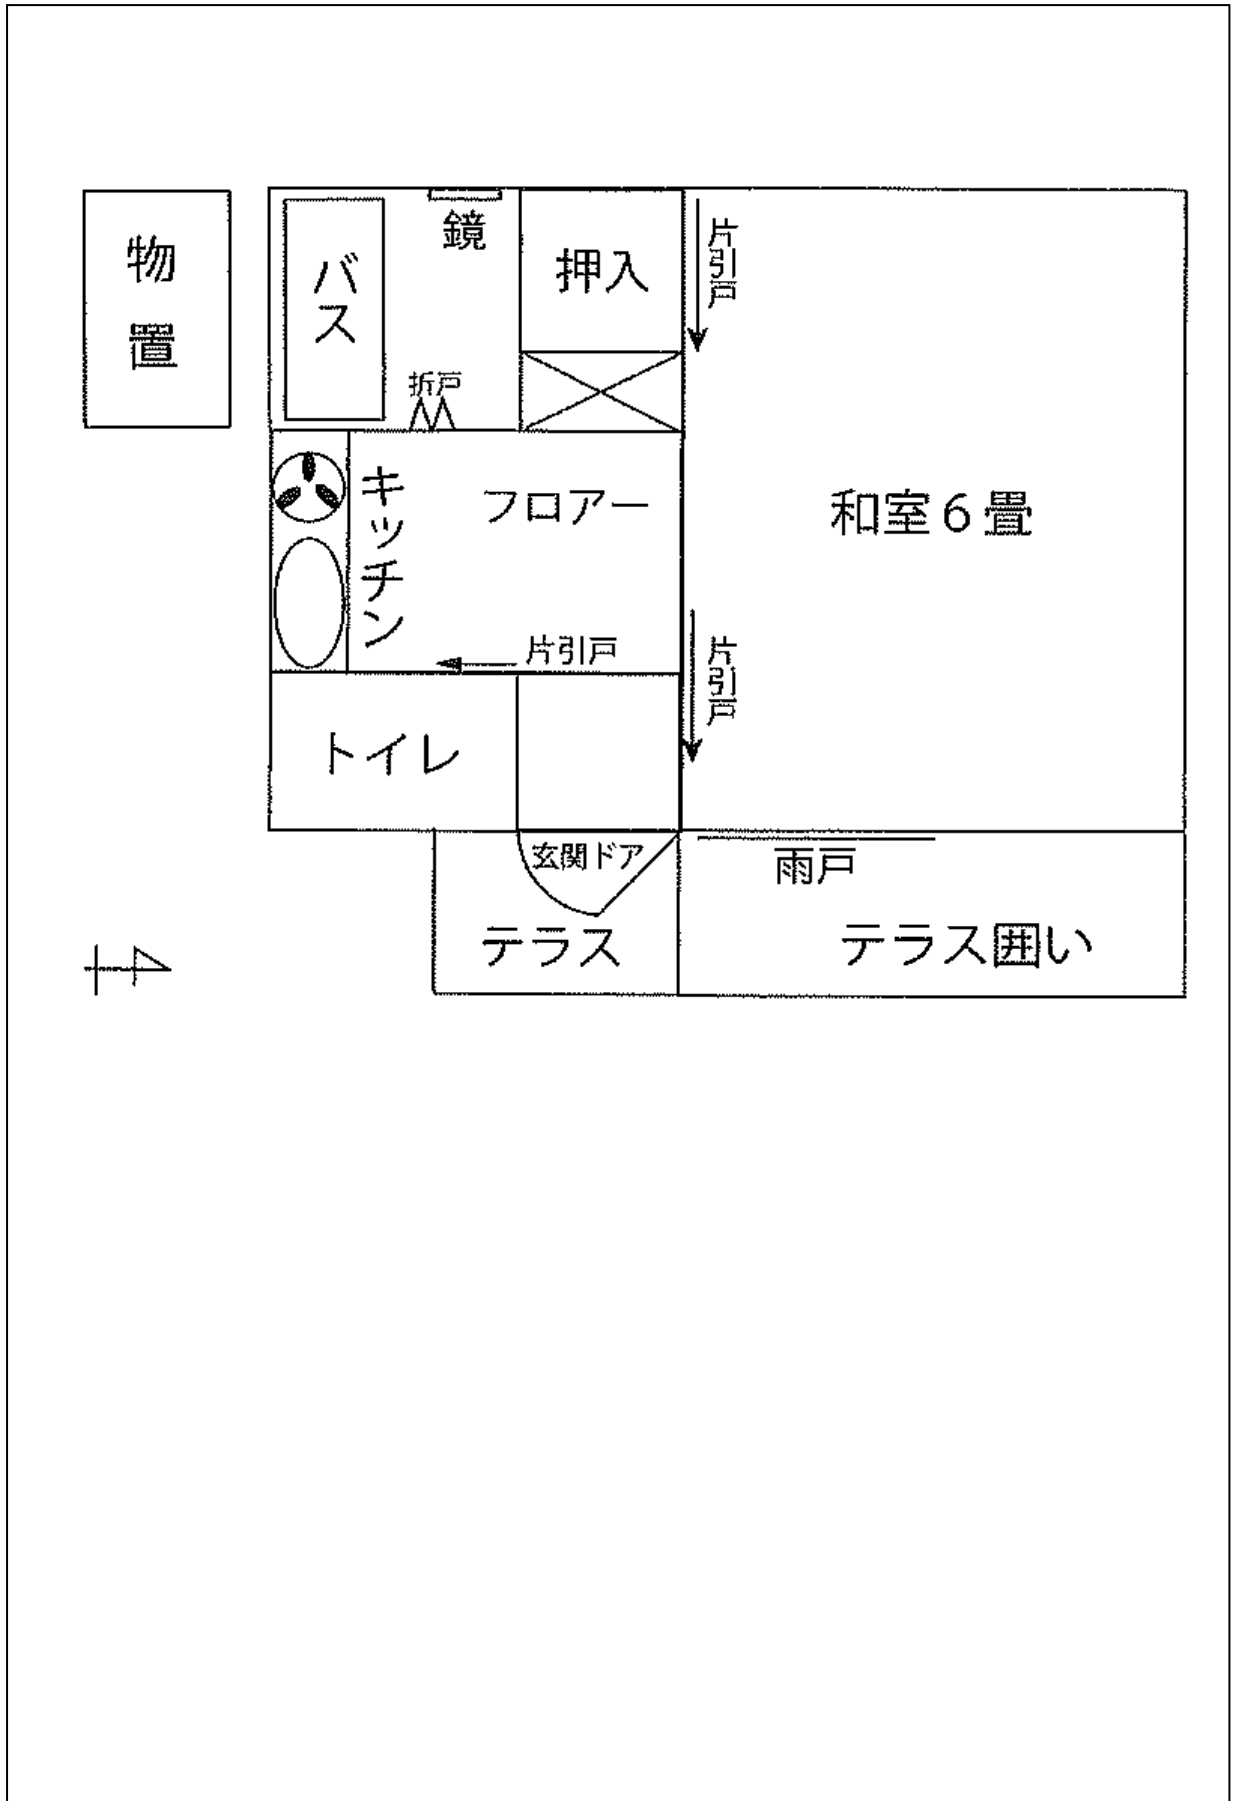 物置
バス
鏡
押入
片引戸
折戸
キッチン
フロアー
和室6畳
片引戸
片引戸
トイレ
玄関ドア
雨戸
テラス
テラス囲い